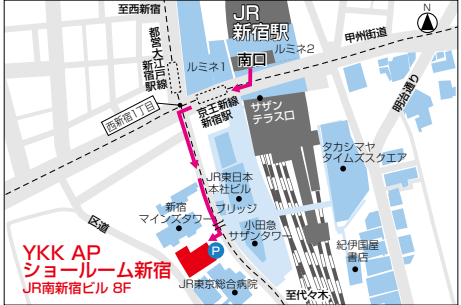 至西新宿
JR
新宿駅
N
都営大江戸線
新宿駅
ルミネ1
ルミネ2
甲州街道
南口
西新宿1丁目
京王新線
新宿駅
サザン
テラス口
明治通り
タカシマヤ
タイムズスクエア
JR東日本
本社ビル
新宿
マインズタワー
ブリッジ
区道
小田急
サザンタワー
紀伊国屋
書店
P
YKK AP
ショールーム新宿
JR南新宿ビル 8F
JR東京総合病院
至代々木